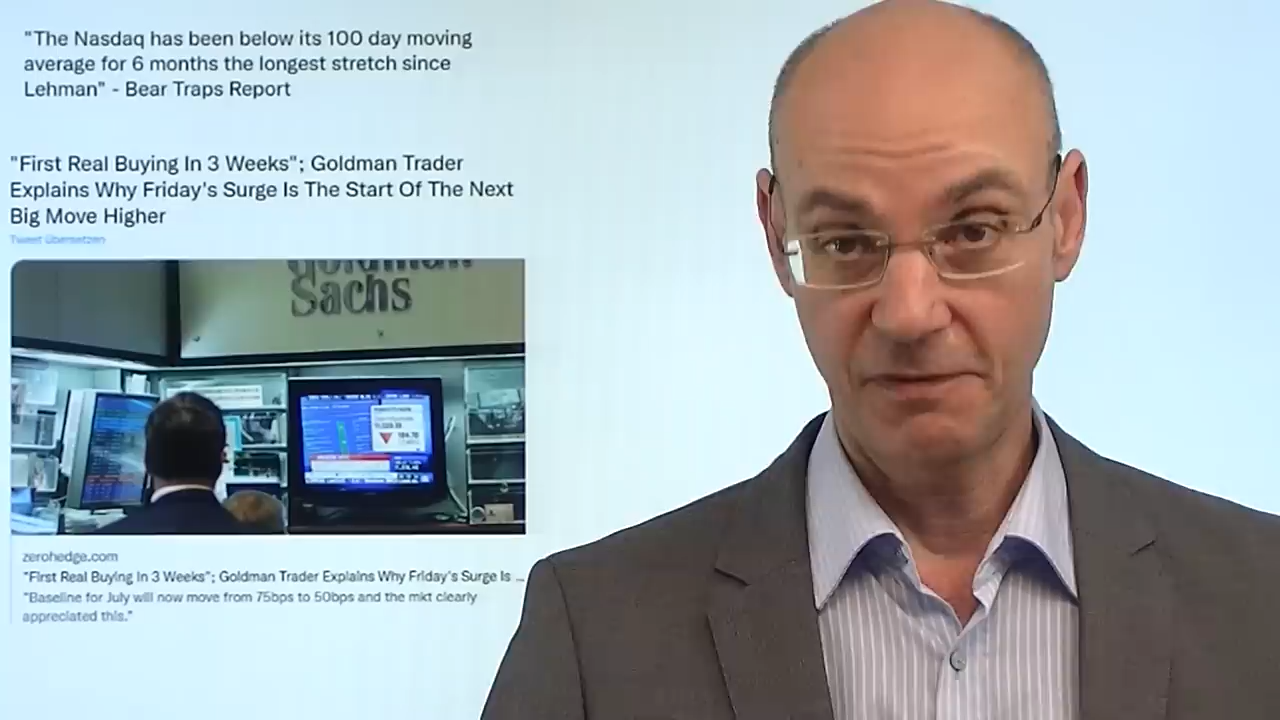 "The Nasdaq has been below its 100 day moving
average for 6 months the longest stretch since
Lehman" - Bear Traps Report
"First Real Buying In 3 Weeks"; Goldman Trader
Explains Why Friday's Surge Is The Start Of The Next
Big Move Higher
Tweet übersetzen
Goldman
Sachs
zerohedge.com
"First Real Buying In 3 Weeks"; Goldman Trader Explains Why Friday's Surge Is ...
"Baseline for July will now move from 75bps to 50bps and the mkt clearly
appreciated this."